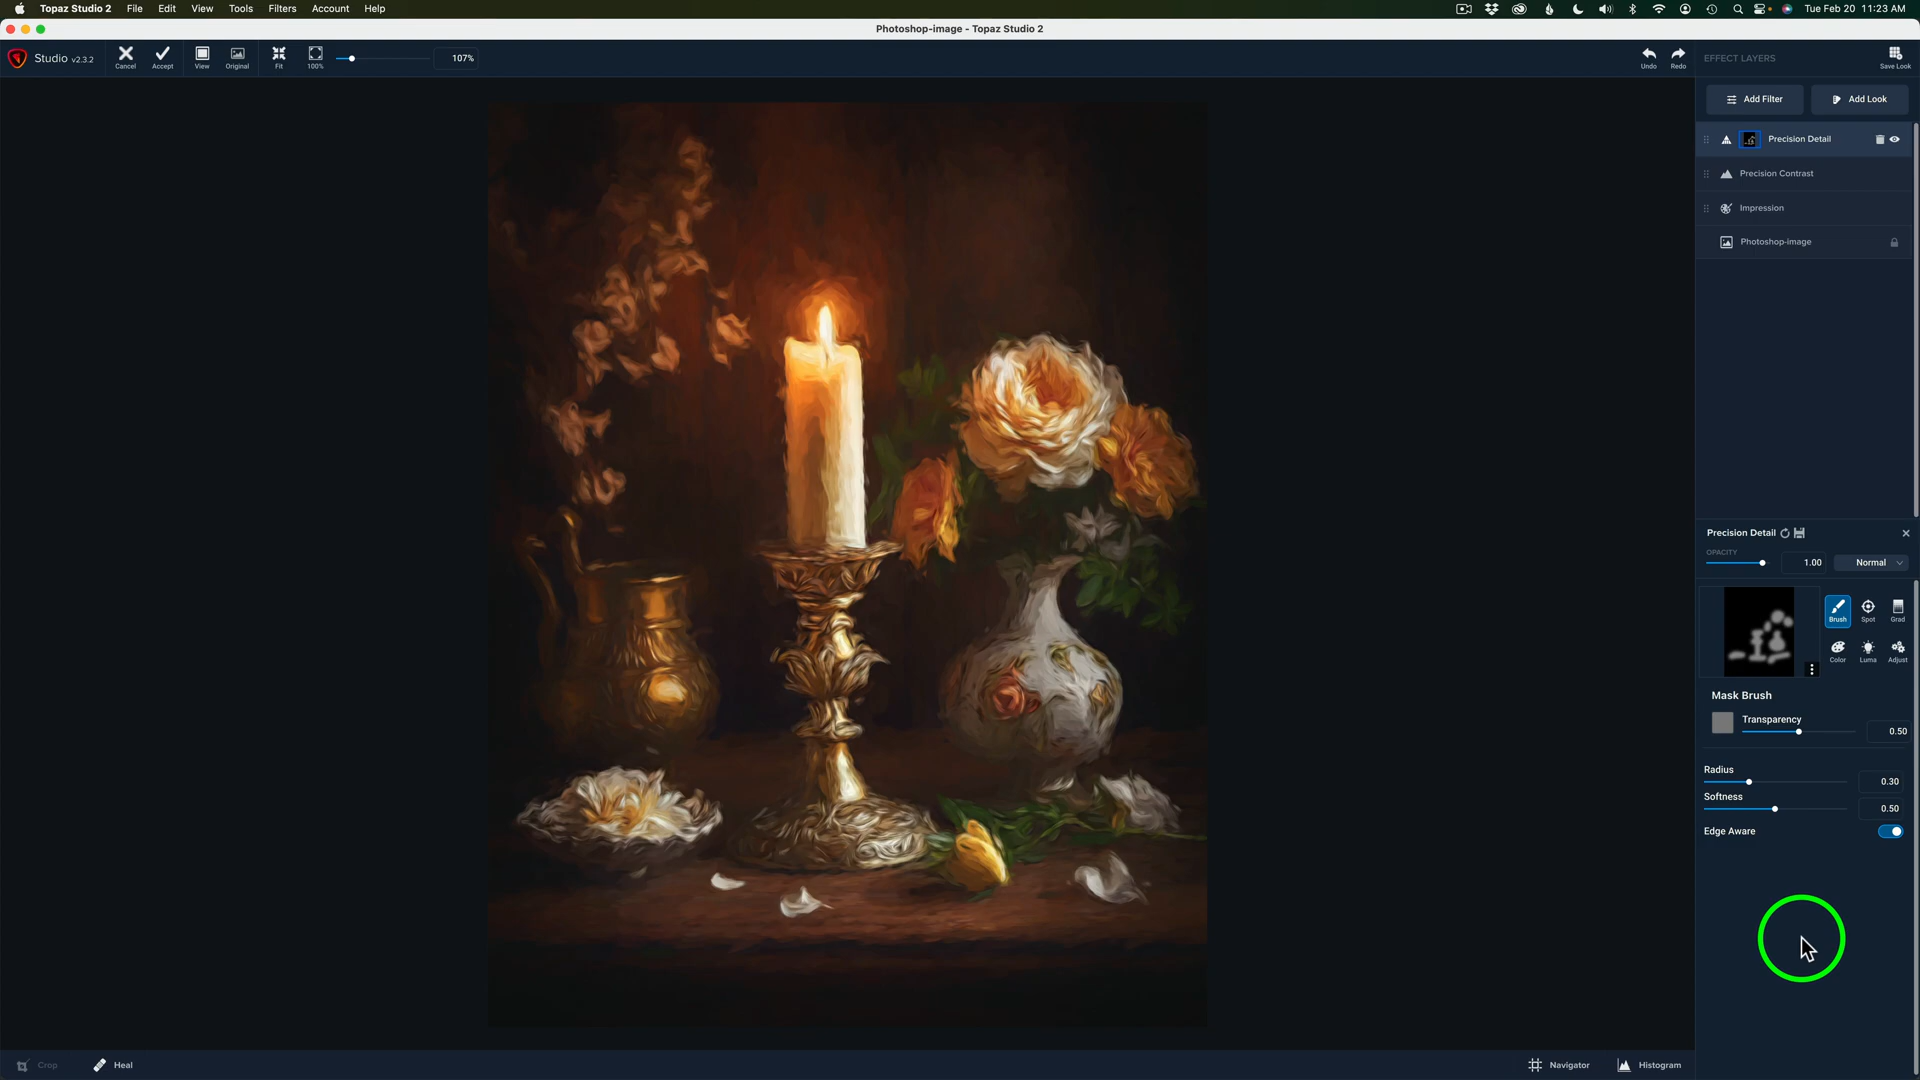 Topaz Studio 2 File Edit View Tools Filters Account Help Tue Feb 20 11:23 AM
Photoshop-image - Topaz Studio 2
Studio v2.3.2 Cancel Accept View Original Fit 100% 107% Undo Redo EFFECT LAYERS Save Look
Add Filter Add Look
Precision Detail
Precision Contrast
Impression
Photoshop-image
Precision Detail
OPACITY
1.00 Normal
Brush Spot Grad
Color Luma Adjust
Mask Brush
Transparency
0.50
Radius
0.30
Softness
0.50
Edge Aware
Crop Heal Navigator Histogram